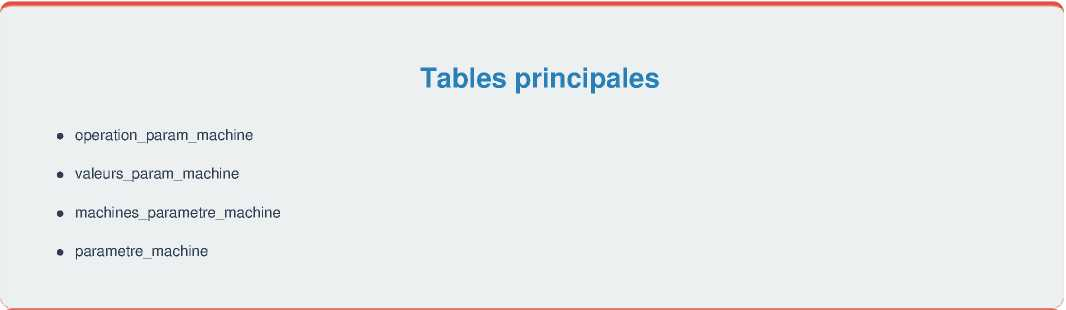 Tables principales
• operation_param_machine
• valeurs_param_machine
• machines_parametre_machine
• parametre_machine